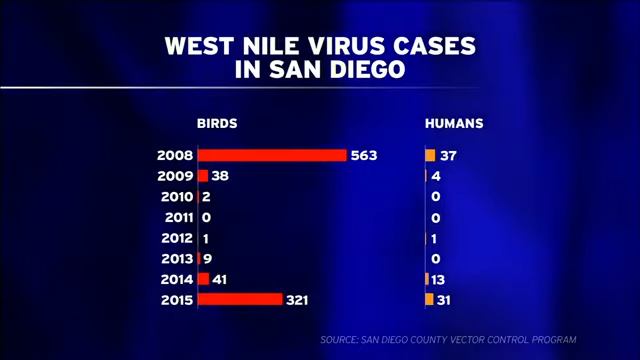 WEST NILE VIRUS CASES
IN SAN DIEGO
BIRDS HUMANS
2008 563 37
2009 38 4
2010 2 0
2011 0 0
2012 1 1
2013 9 0
2014 41 13
2015 321 31
SOURCE: SAN DIEGO COUNTY VECTOR CONTROL PROGRAM